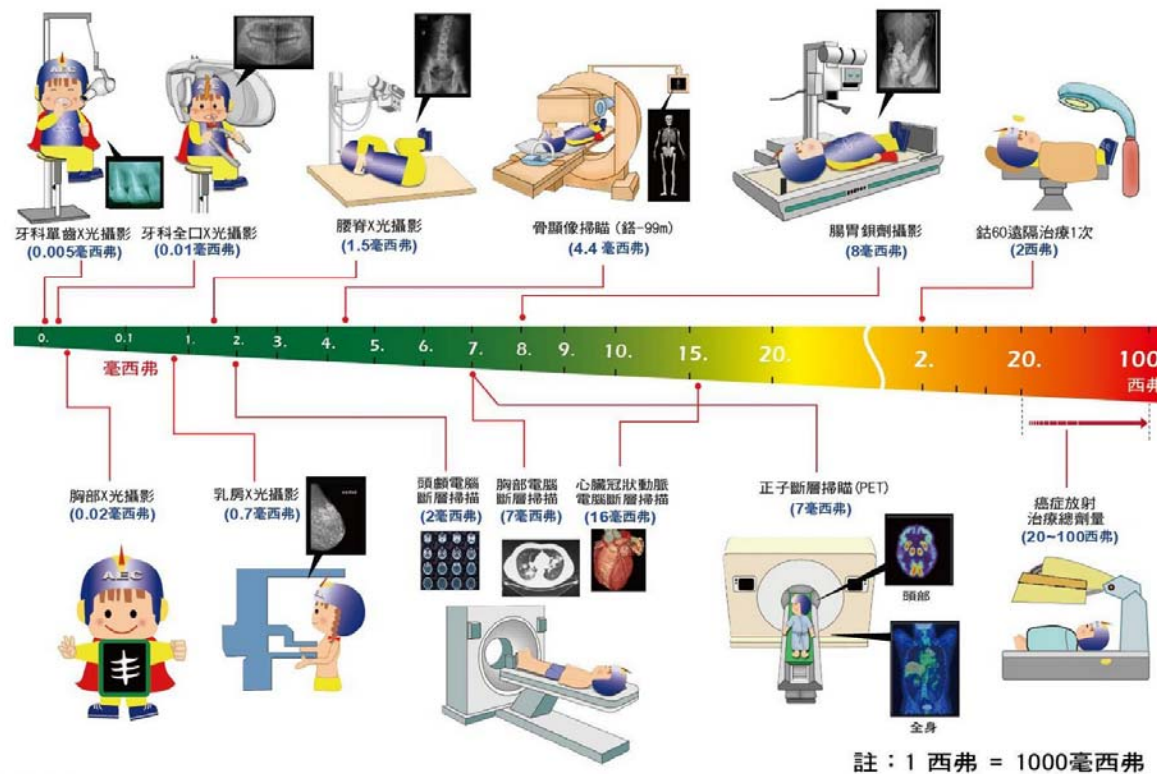 AEC
牙科單齒X光攝影
(0.005毫西弗)
牙科全口X光攝影
(0.01毫西弗)
腰脊X光攝影
(1.5毫西弗)
骨顯像掃瞄(鎝-99m)
(4.4 毫西弗)
腸胃鋇劑攝影
(8毫西弗)
鈷60遠隔治療1次
(2西弗)
0. 0.1 1. 2. 3. 4. 5. 6. 7. 8. 9. 10. 15. 20. 2. 20. 100
毫西弗
西弗
胸部X光攝影
(0.02毫西弗)
乳房X光攝影
(0.7毫西弗)
頭顱電腦
斷層掃描
(2毫西弗)
胸部電腦
斷層掃描
(7毫西弗)
心臟冠狀動脈
電腦斷層掃描
(16毫西弗)
正子斷層掃瞄(PET)
(7毫西弗)
癌症放射
治療總劑量
(20~100西弗)
AEC
頭部
全身
註：1 西弗 = 1000毫西弗